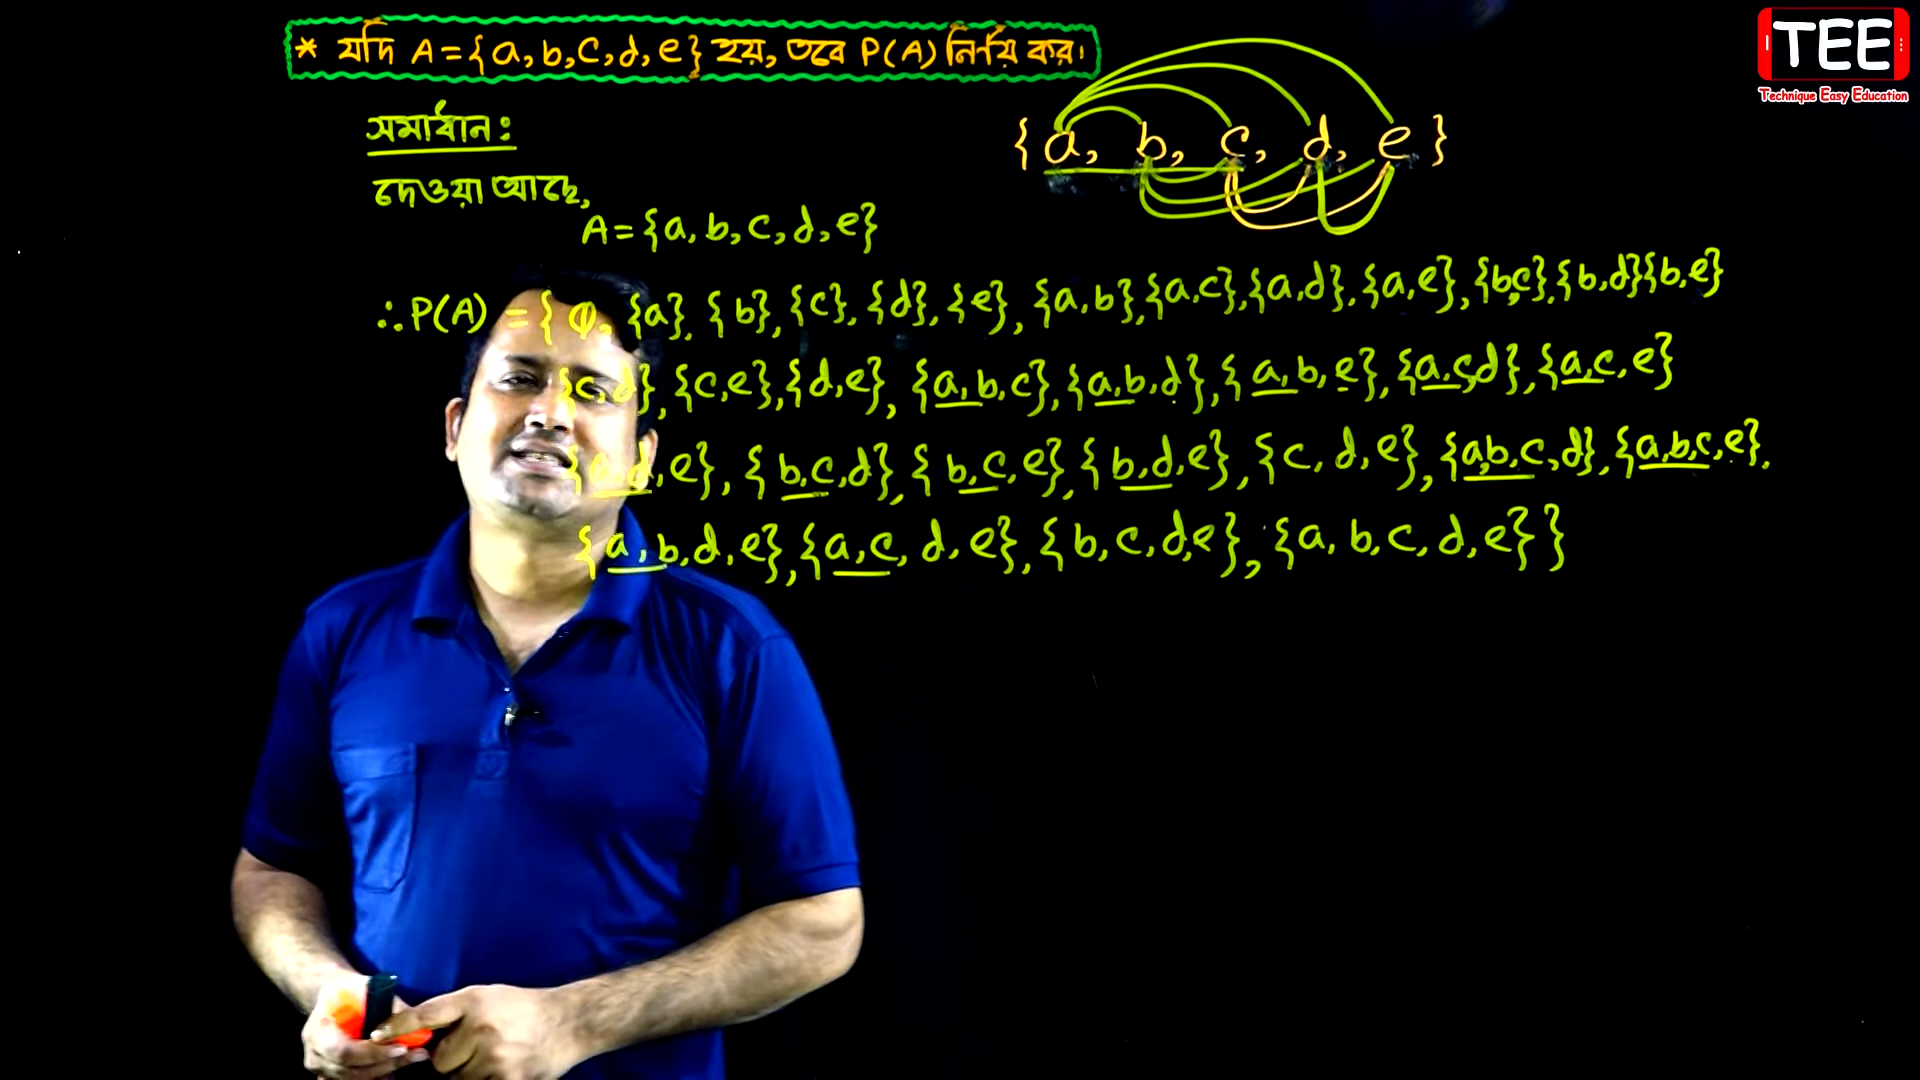 * যদি A={a,b,c,d,e} হয়, তবে P(A) নির্ণয় কর।
TEE
Technique Easy Education
{a, b, c, d, e}
সমাধান:
দেওয়া আছে,
A={a,b,c,d,e}
∴P(A) = {φ, {a}, {b}, {c}, {d}, {e}, {a,b}, {a,c}, {a,d}, {a,e}, {b,c}, {b,d} {b,e}
{c,d}, {c,e}, {d,e}, {a,b,c}, {a,b,d}, {a,b,e}, {a,c,d}, {a,c,e}
d,e}, {b,c,d}, {b,c,e}, {b,d,e}, {c,d,e}, {a,b,c,d}, {a,b,c,e},
{a,b,d,e}, {a,c,d,e}, {b,c,d,e}, {a,b,c,d,e}}